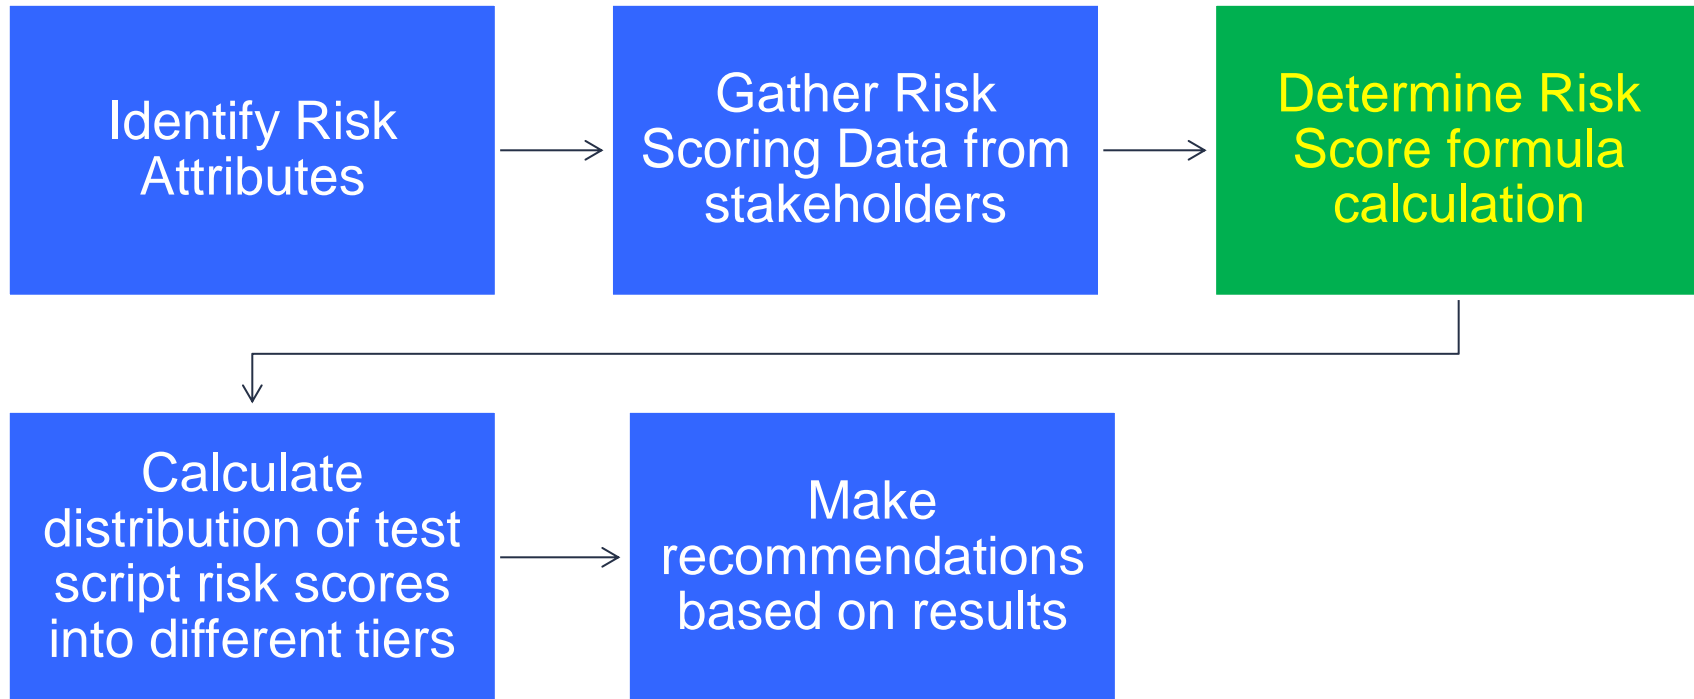 Identify Risk
Attributes
Gather Risk
Scoring Data from
stakeholders
Determine Risk
Score formula
calculation
Calculate
distribution of test
script risk scores
into different tiers
Make
recommendations
based on results